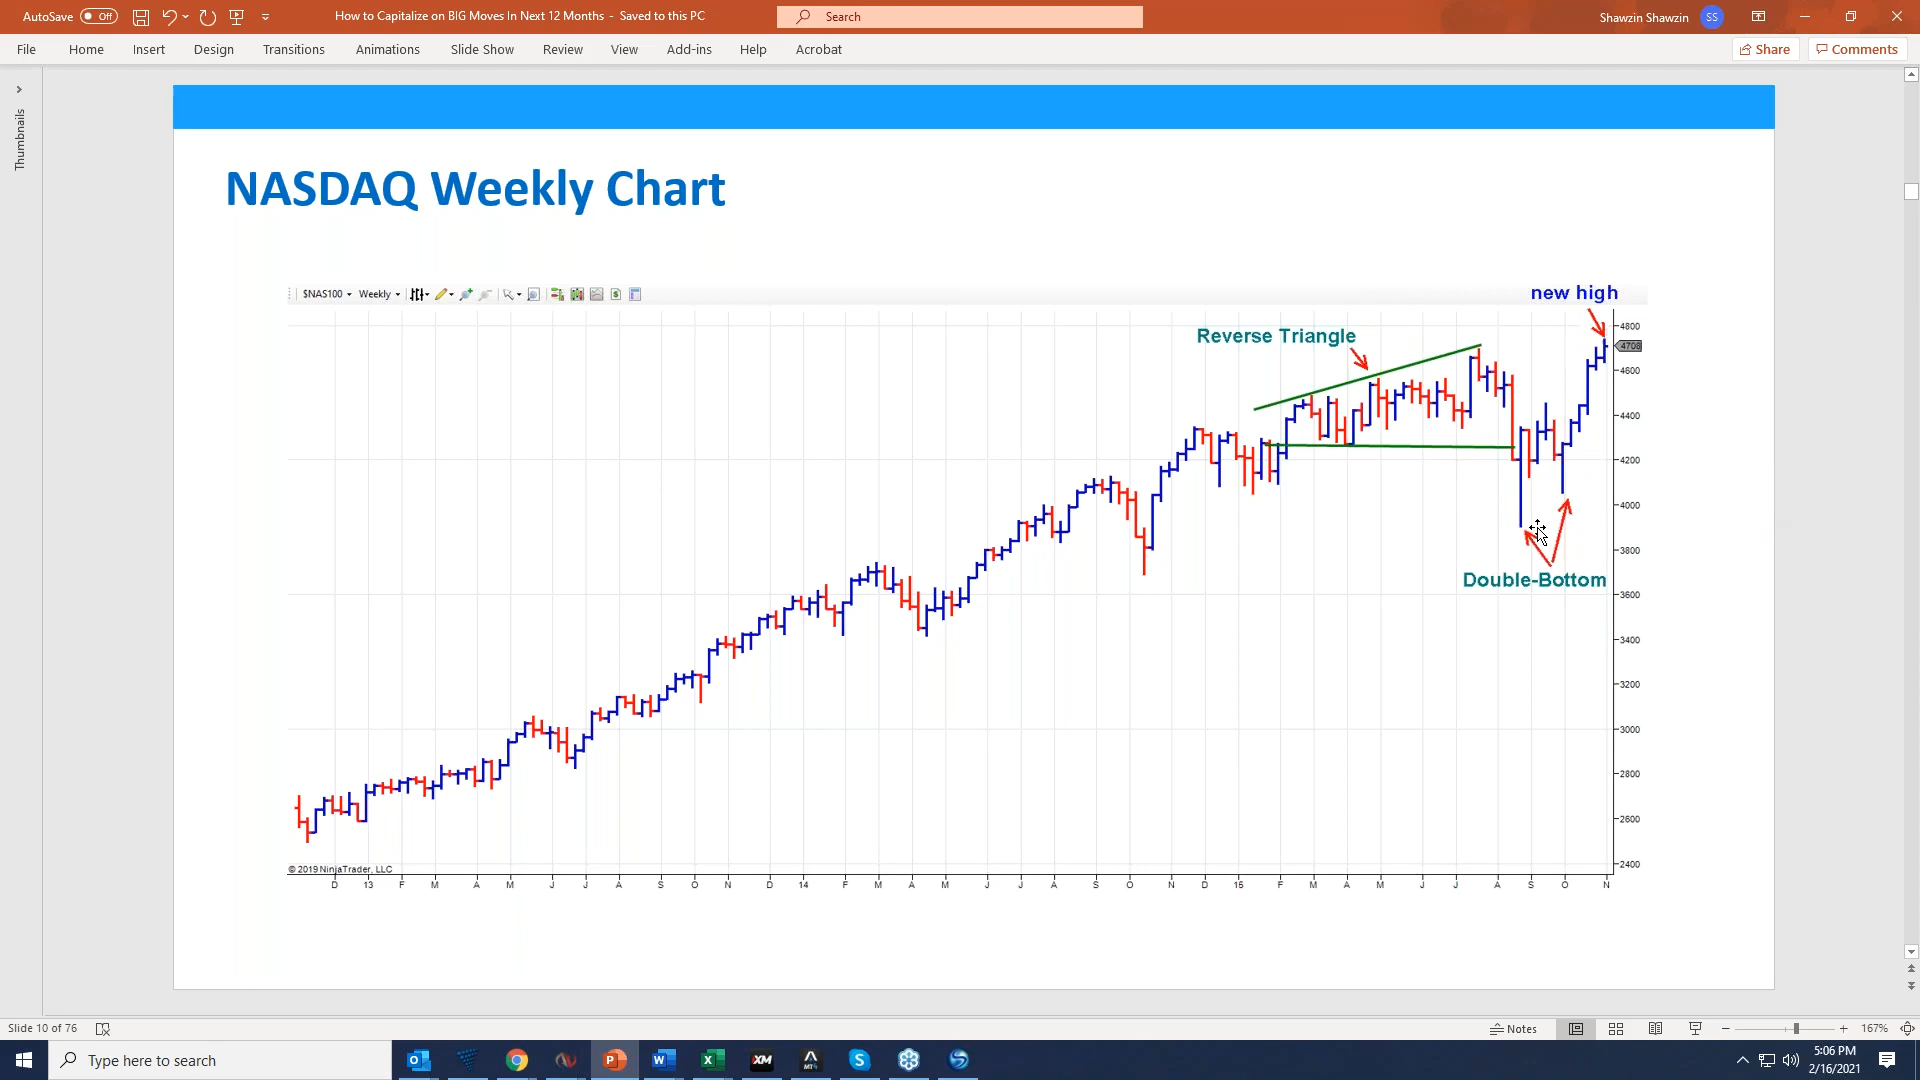 AutoSave Off How to Capitalize on BIG Moves In Next 12 Months - Saved to this PC Search Shawzin Shawzin SS
File Home Insert Design Transitions Animations Slide Show Review View Add-ins Help Acrobat Share Comments
Thumbnails
NASDAQ Weekly Chart
$NAS100 Weekly
new high
Reverse Triangle
Double-Bottom
4800
4708
4600
4400
4200
4000
3800
3600
3400
3200
3000
2800
2600
2400
© 2019 NinjaTrader, LLC
D 13 F M A M J J A S O N D 14 F M A M J J A S O N D 15 F M A M J J A S O N
Slide 10 of 76 Notes 167%
Type here to search
XM
MT4
5:06 PM
2/16/2021